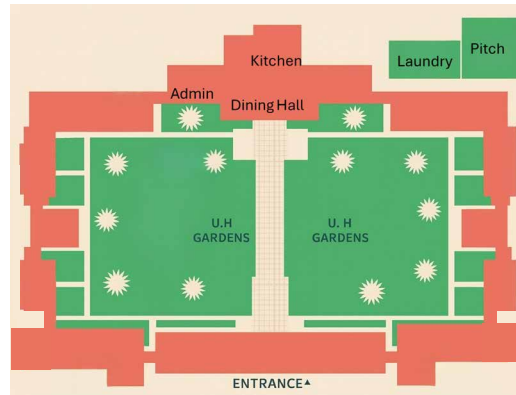 Pitch
Kitchen
Laundry
Admin
Dining Hall
U.H
GARDENS
U. H
GARDENS
ENTRANCE▲